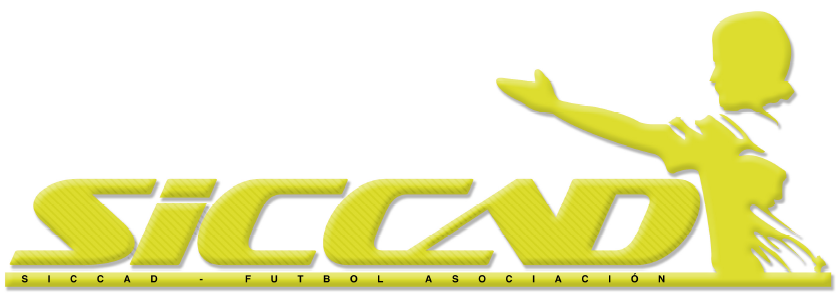 SiCCAD
SICCAD - FUTBOL ASOCIACIÓN